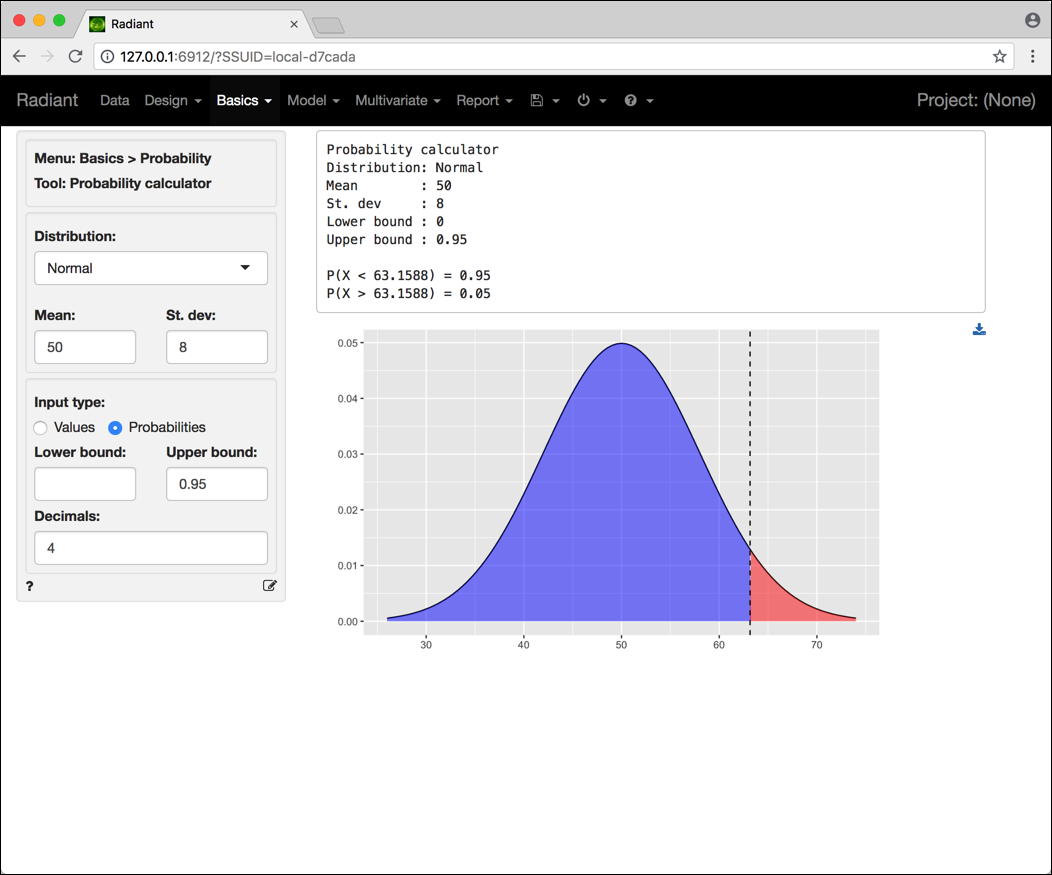 Radiant
127.0.0.1:6912/?SSUID=local-d7cada
Radiant Data Design Basics Model Multivariate Report Project: (None)
Menu: Basics > Probability
Tool: Probability calculator
Distribution:
Normal
Mean: St. dev:
50 8
Input type:
Values Probabilities
Lower bound: Upper bound:
0.95
Decimals:
4
?
Probability calculator
Distribution: Normal
Mean        : 50
St. dev     : 8
Lower bound : 0
Upper bound : 0.95
P(X < 63.1588) = 0.95
P(X > 63.1588) = 0.05
0.05
0.04
0.03
0.02
0.01
0.00
30 40 50 60 70